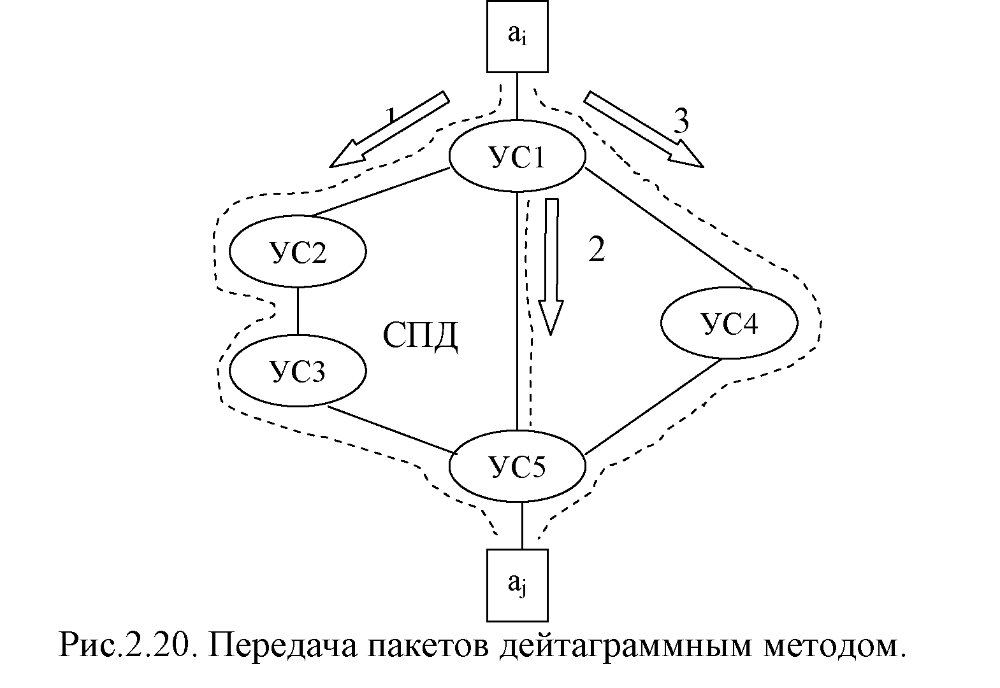 aᵢ
1
3
УС1
УС2
2
УС4
СПД
УС3
УС5
aⱼ
Рис.2.20. Передача пакетов дейтаграммным методом.